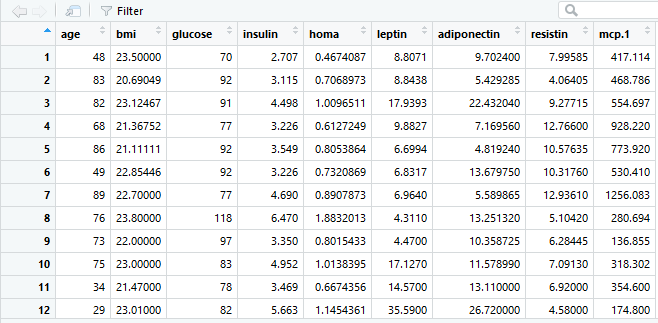 Filter
age bmi glucose insulin homa leptin adiponectin resistin mcp.1
1 48 23.50000 70 2.707 0.4674087 8.8071 9.702400 7.99585 417.114
2 83 20.69049 92 3.115 0.7068973 8.8438 5.429285 4.06405 468.786
3 82 23.12467 91 4.498 1.0096511 17.9393 22.432040 9.27715 554.697
4 68 21.36752 77 3.226 0.6127249 9.8827 7.169560 12.76600 928.220
5 86 21.11111 92 3.549 0.8053864 6.6994 4.819240 10.57635 773.920
6 49 22.85446 92 3.226 0.7320869 6.8317 13.679750 10.31760 530.410
7 89 22.70000 77 4.690 0.8907873 6.9640 5.589865 12.93610 1256.083
8 76 23.80000 118 6.470 1.8832013 4.3110 13.251320 5.10420 280.694
9 73 22.00000 97 3.350 0.8015433 4.4700 10.358725 6.28445 136.855
10 75 23.00000 83 4.952 1.0138395 17.1270 11.578990 7.09130 318.302
11 34 21.47000 78 3.469 0.6674356 14.5700 13.110000 6.92000 354.600
12 29 23.01000 82 5.663 1.1454361 35.5900 26.720000 4.58000 174.800